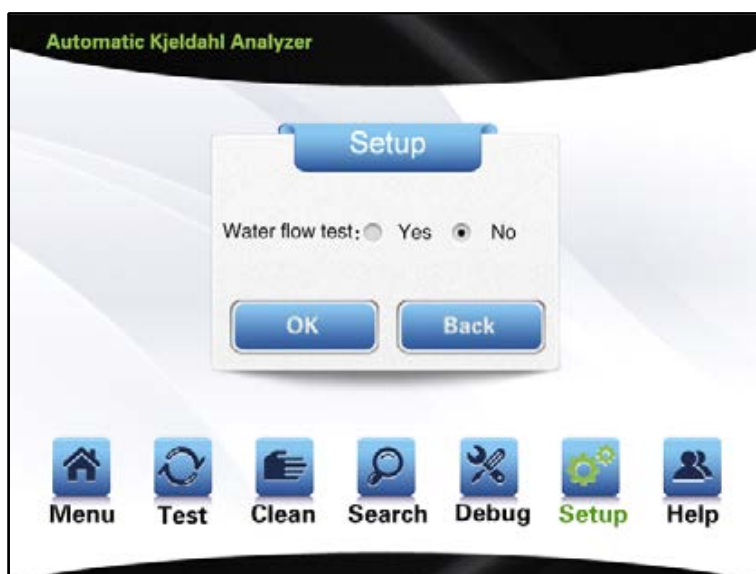 Automatic Kjeldahl Analyzer
Setup
Water flow test: Yes No
OK Back
Menu Test Clean Search Debug Setup Help